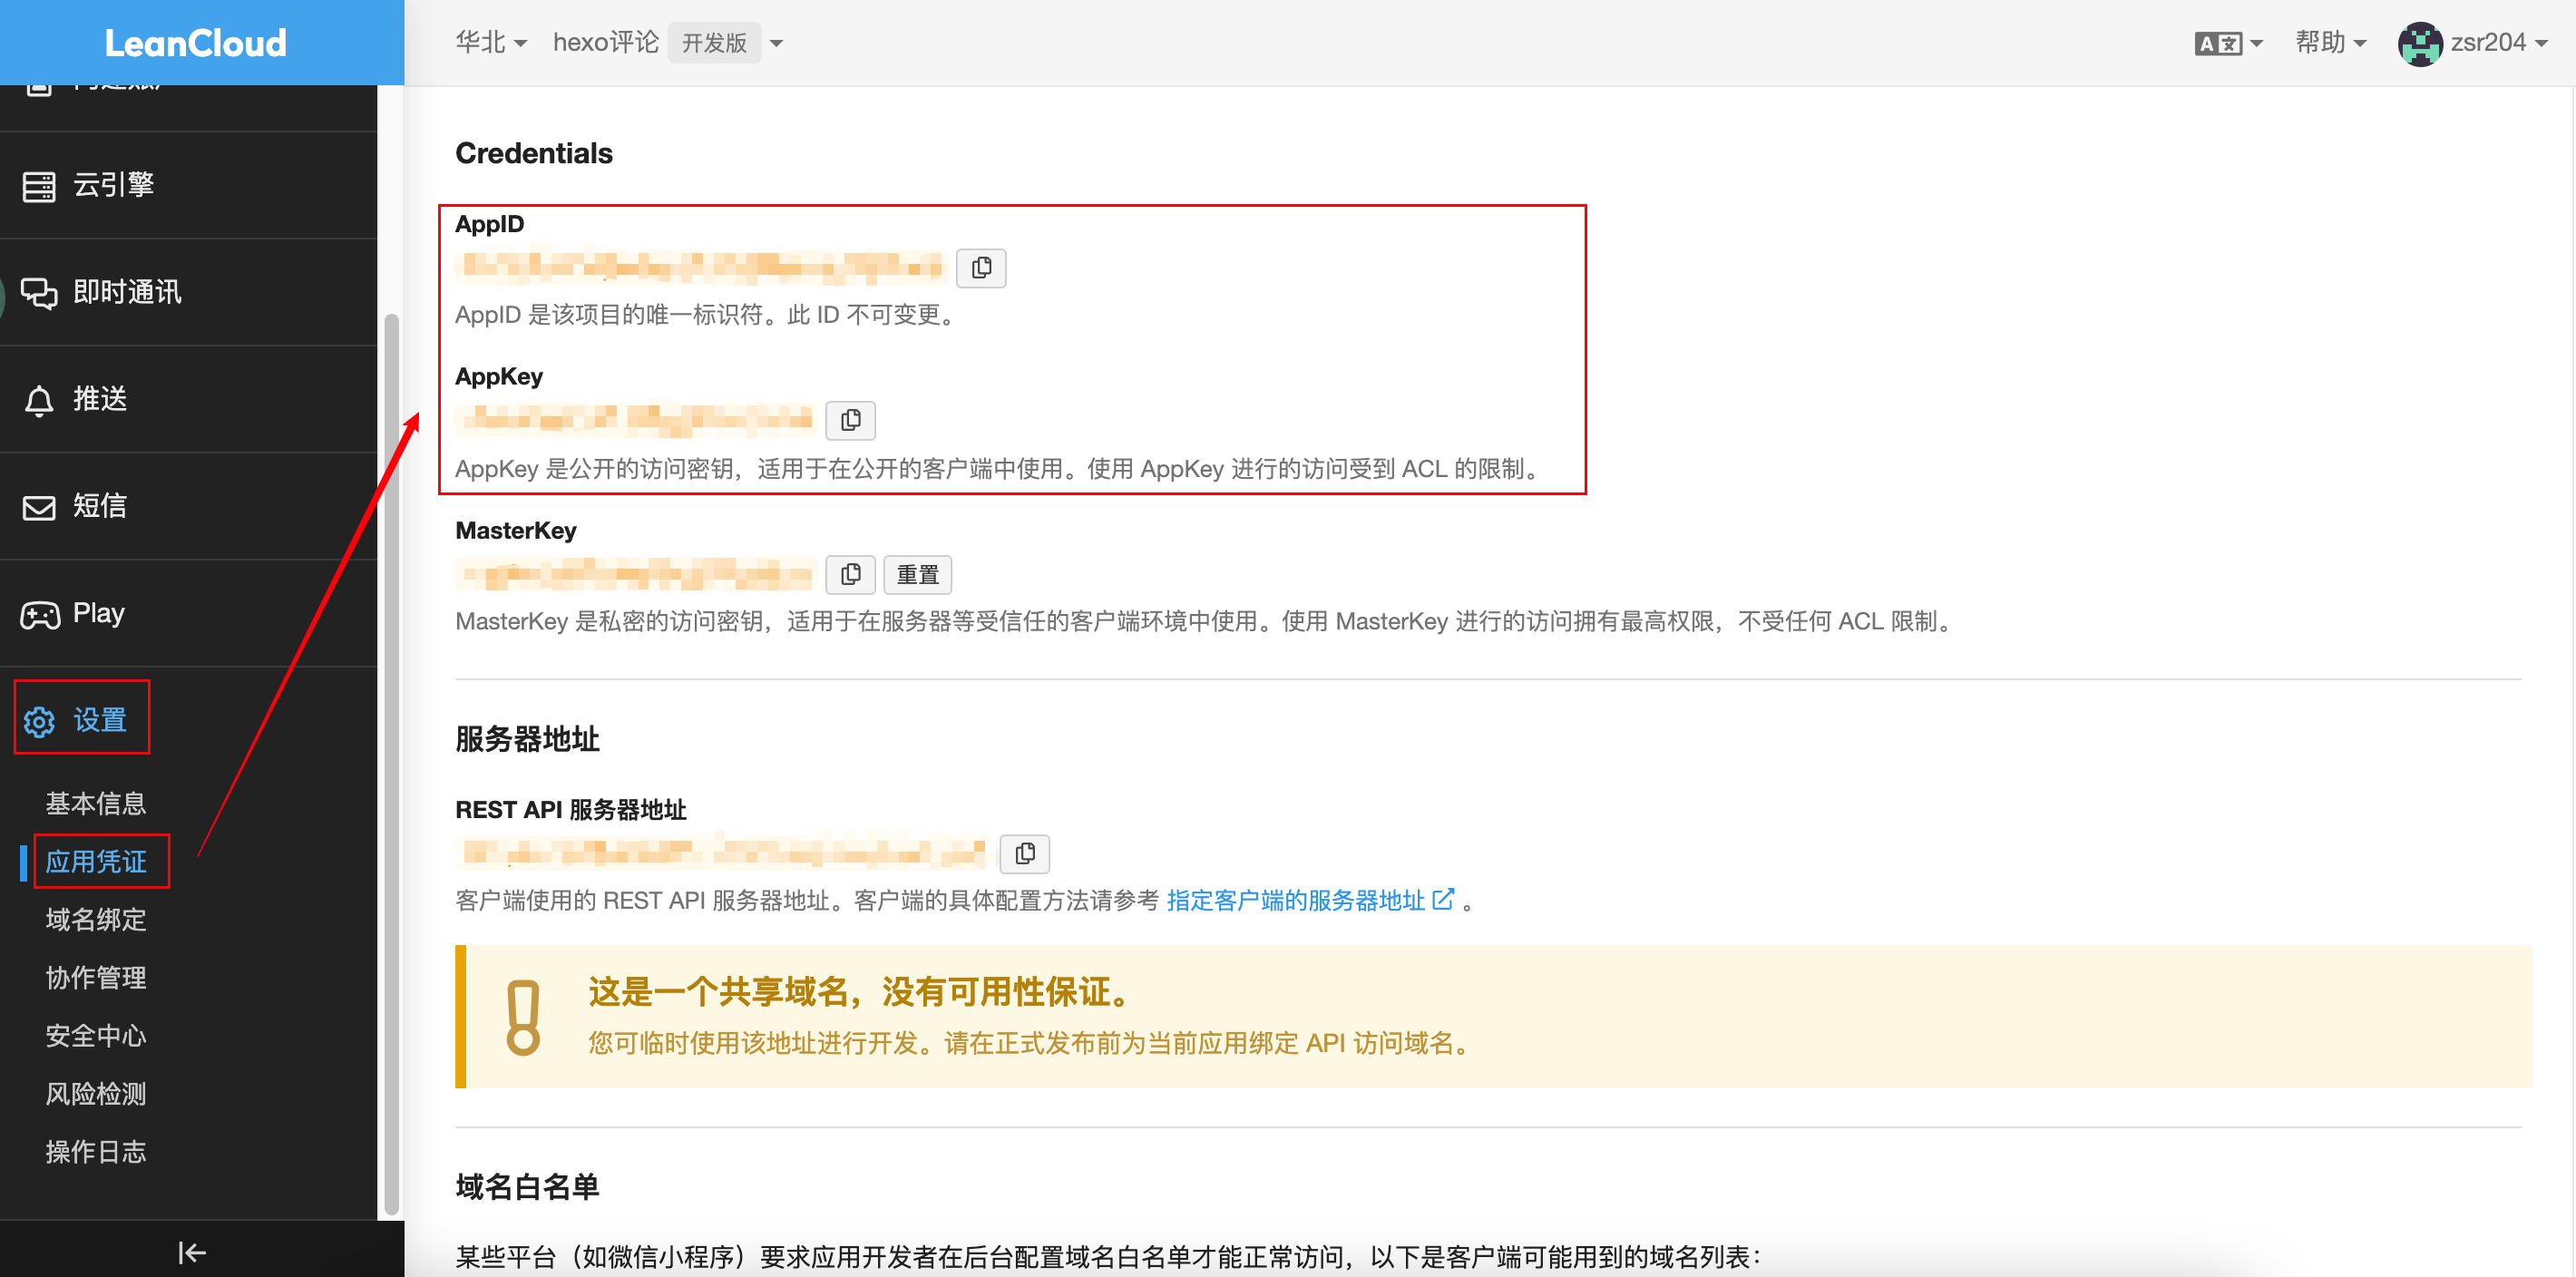 LeanCloud
华北
hexo评论
开发版
帮助
zsr204
云引擎
即时通讯
推送
短信
Play
设置
基本信息
应用凭证
域名绑定
协作管理
安全中心
风险检测
操作日志
Credentials
AppID
AppID 是该项目的唯一标识符。此 ID 不可变更。
AppKey
AppKey 是公开的访问密钥，适用于在公开的客户端中使用。使用 AppKey 进行的访问受到 ACL 的限制。
MasterKey
重置
MasterKey 是私密的访问密钥，适用于在服务器等受信任的客户端环境中使用。使用 MasterKey 进行的访问拥有最高权限，不受任何 ACL 限制。
服务器地址
REST API 服务器地址
客户端使用的 REST API 服务器地址。客户端的具体配置方法请参考 指定客户端的服务器地址 。
这是一个共享域名，没有可用性保证。
您可临时使用该地址进行开发。请在正式发布前为当前应用绑定 API 访问域名。
域名白名单
某些平台（如微信小程序）要求应用开发者在后台配置域名白名单才能正常访问，以下是客户端可能用到的域名列表：